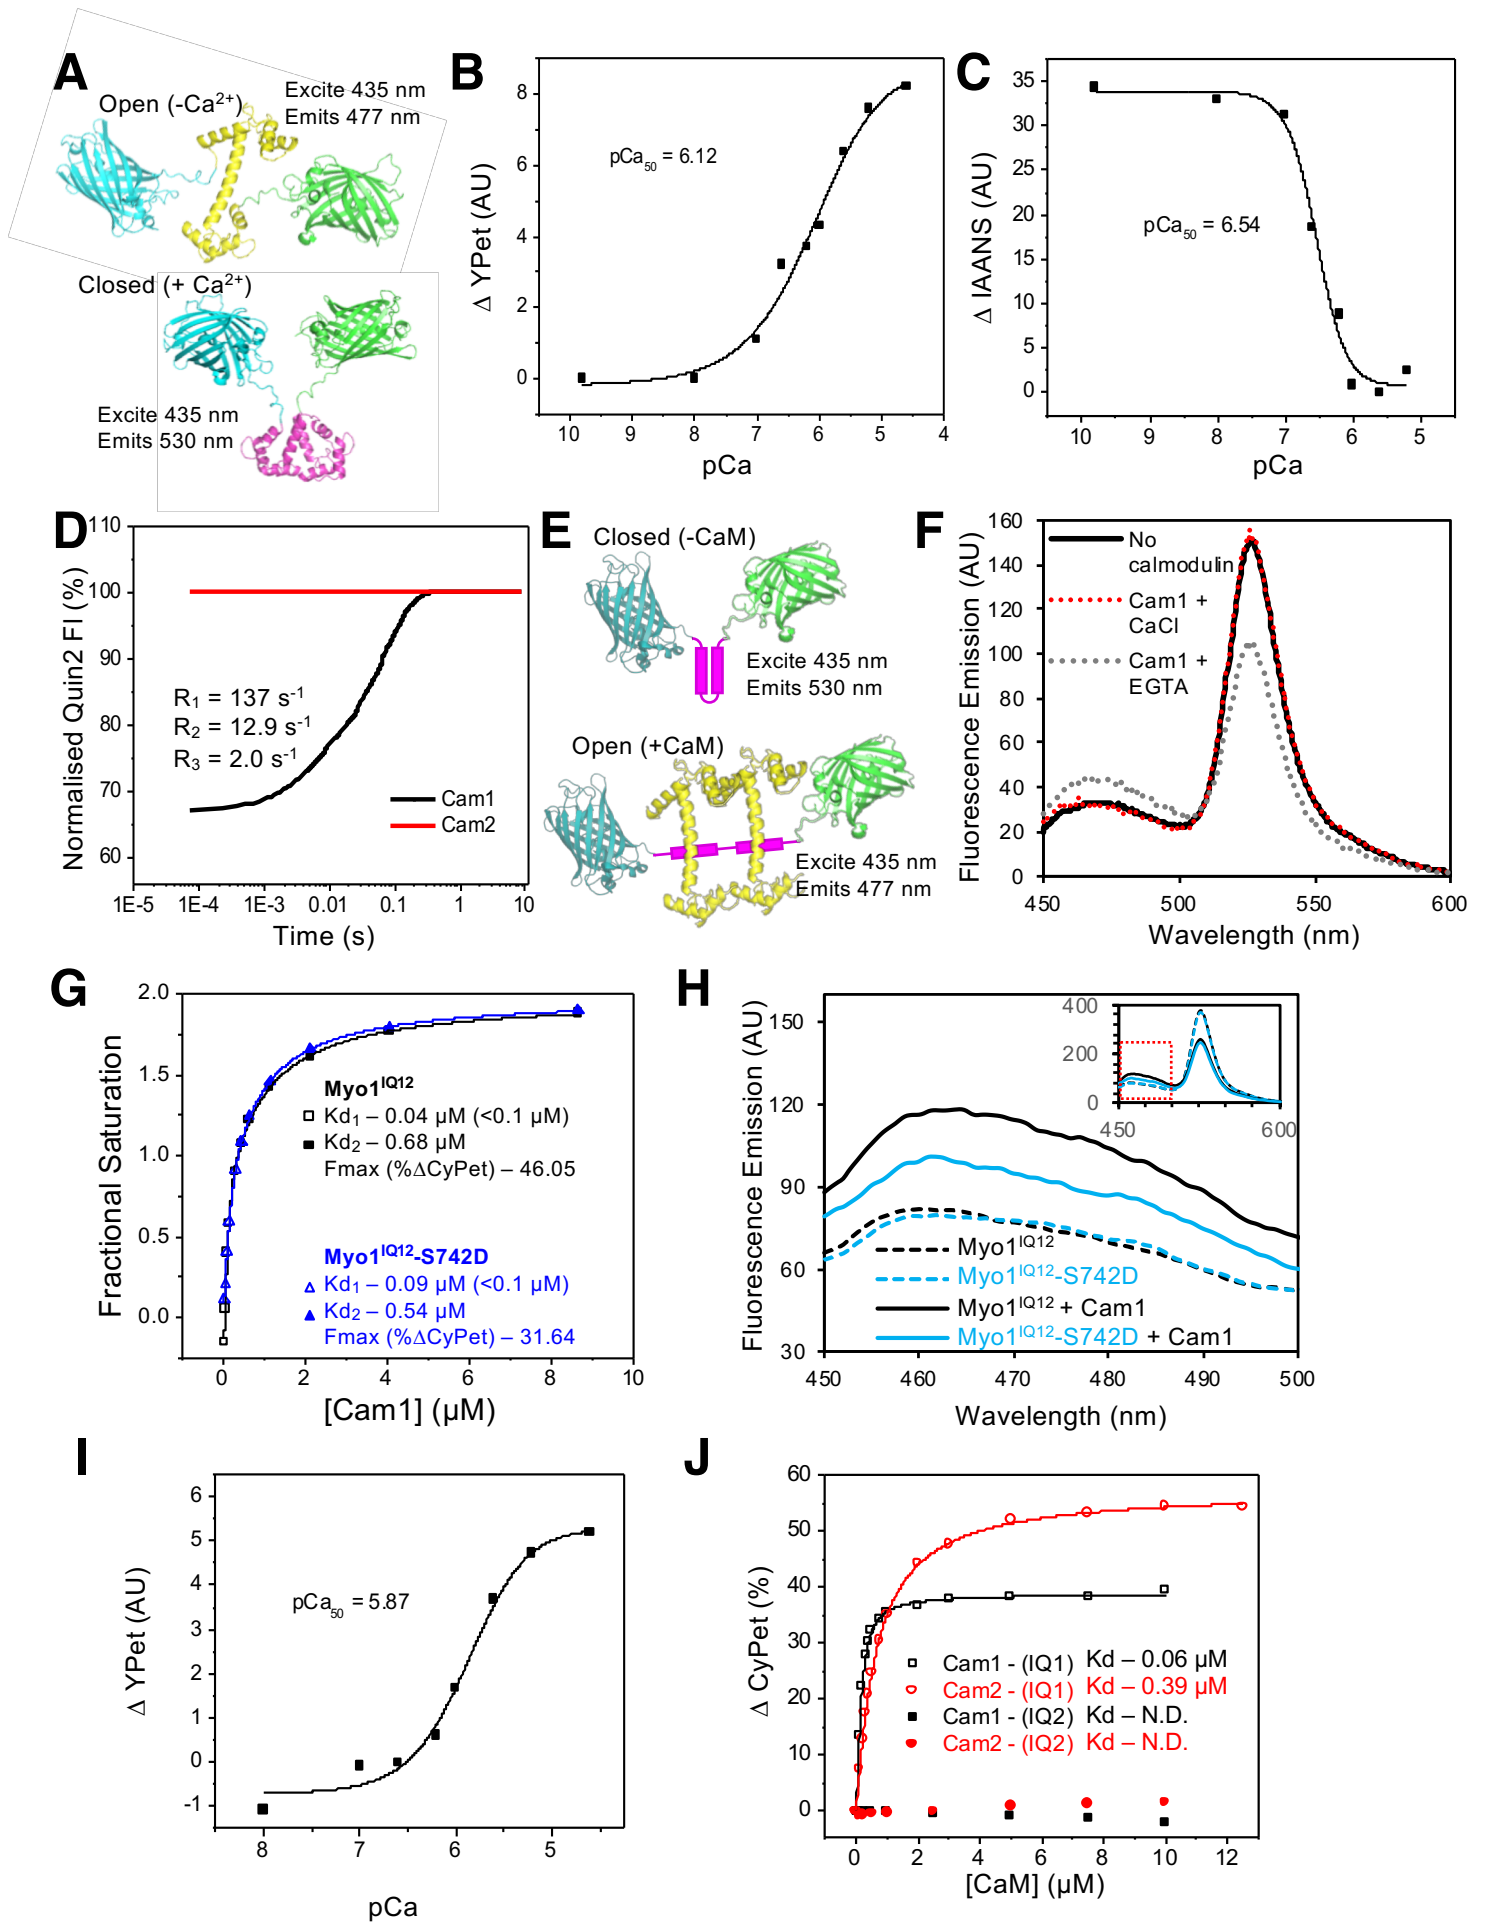 A
Open (-Ca²⁺)
Excite 435 nm
Emits 477 nm
Closed (+ Ca²⁺)
Excite 435 nm
Emits 530 nm
B
Δ YPet (AU)
8
6
4
2
0
pCa₅₀ = 6.12
10 9 8 7 6 5 4
pCa
C
Δ IAANS (AU)
35
30
25
20
15
10
5
0
pCa₅₀ = 6.54
10 9 8 7 6 5
pCa
D
Normalised Quin2 FI (%)
110
100
90
80
70
60
R₁ = 137 s⁻¹
R₂ = 12.9 s⁻¹
R₃ = 2.0 s⁻¹
Cam1
Cam2
1E-5 1E-4 1E-3 0.01 0.1 1 10
Time (s)
E
Closed (-CaM)
Excite 435 nm
Emits 530 nm
Open (+CaM)
Excite 435 nm
Emits 477 nm
F
Fluorescence Emission (AU)
160
140
120
100
80
60
40
20
0
No
calmodulin
Cam1 +
CaCl
Cam1 +
EGTA
450 500 550 600
Wavelength (nm)
G
Fractional Saturation
2.0
1.5
1.0
0.5
0.0
Myo1ᴵQ¹²
Kd₁ – 0.04 µM (<0.1 µM)
Kd₂ – 0.68 µM
Fmax (%ΔCyPet) – 46.05
Myo1ᴵQ¹²-S742D
Kd₁ – 0.09 µM (<0.1 µM)
Kd₂ – 0.54 µM
Fmax (%ΔCyPet) – 31.64
0 2 4 6 8 10
[Cam1] (µM)
H
Fluorescence Emission (AU)
150
120
90
60
30
400
200
0
450 600
Myo1ᴵQ¹²
Myo1ᴵQ¹²-S742D
Myo1ᴵQ¹² + Cam1
Myo1ᴵQ¹²-S742D + Cam1
450 460 470 480 490 500
Wavelength (nm)
I
Δ YPet (AU)
6
5
4
3
2
1
0
-1
pCa₅₀ = 5.87
8 7 6 5
pCa
J
Δ CyPet (%)
60
50
40
30
20
10
0
Cam1 - (IQ1) Kd – 0.06 µM
Cam2 - (IQ1) Kd – 0.39 µM
Cam1 - (IQ2) Kd – N.D.
Cam2 - (IQ2) Kd – N.D.
0 2 4 6 8 10 12
[CaM] (µM)